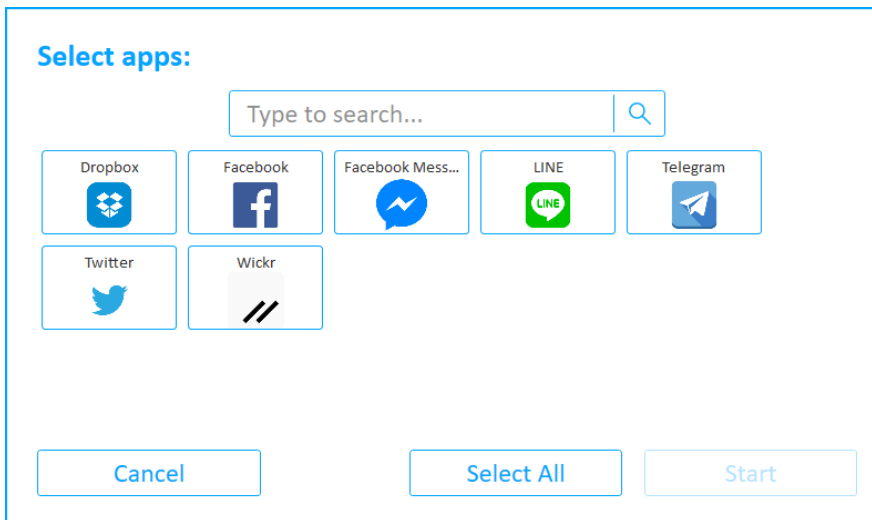 Select apps:
Type to search...
Dropbox
Facebook
Facebook Mess...
LINE
Telegram
LINE
Twitter
Wickr
Cancel
Select All
Start